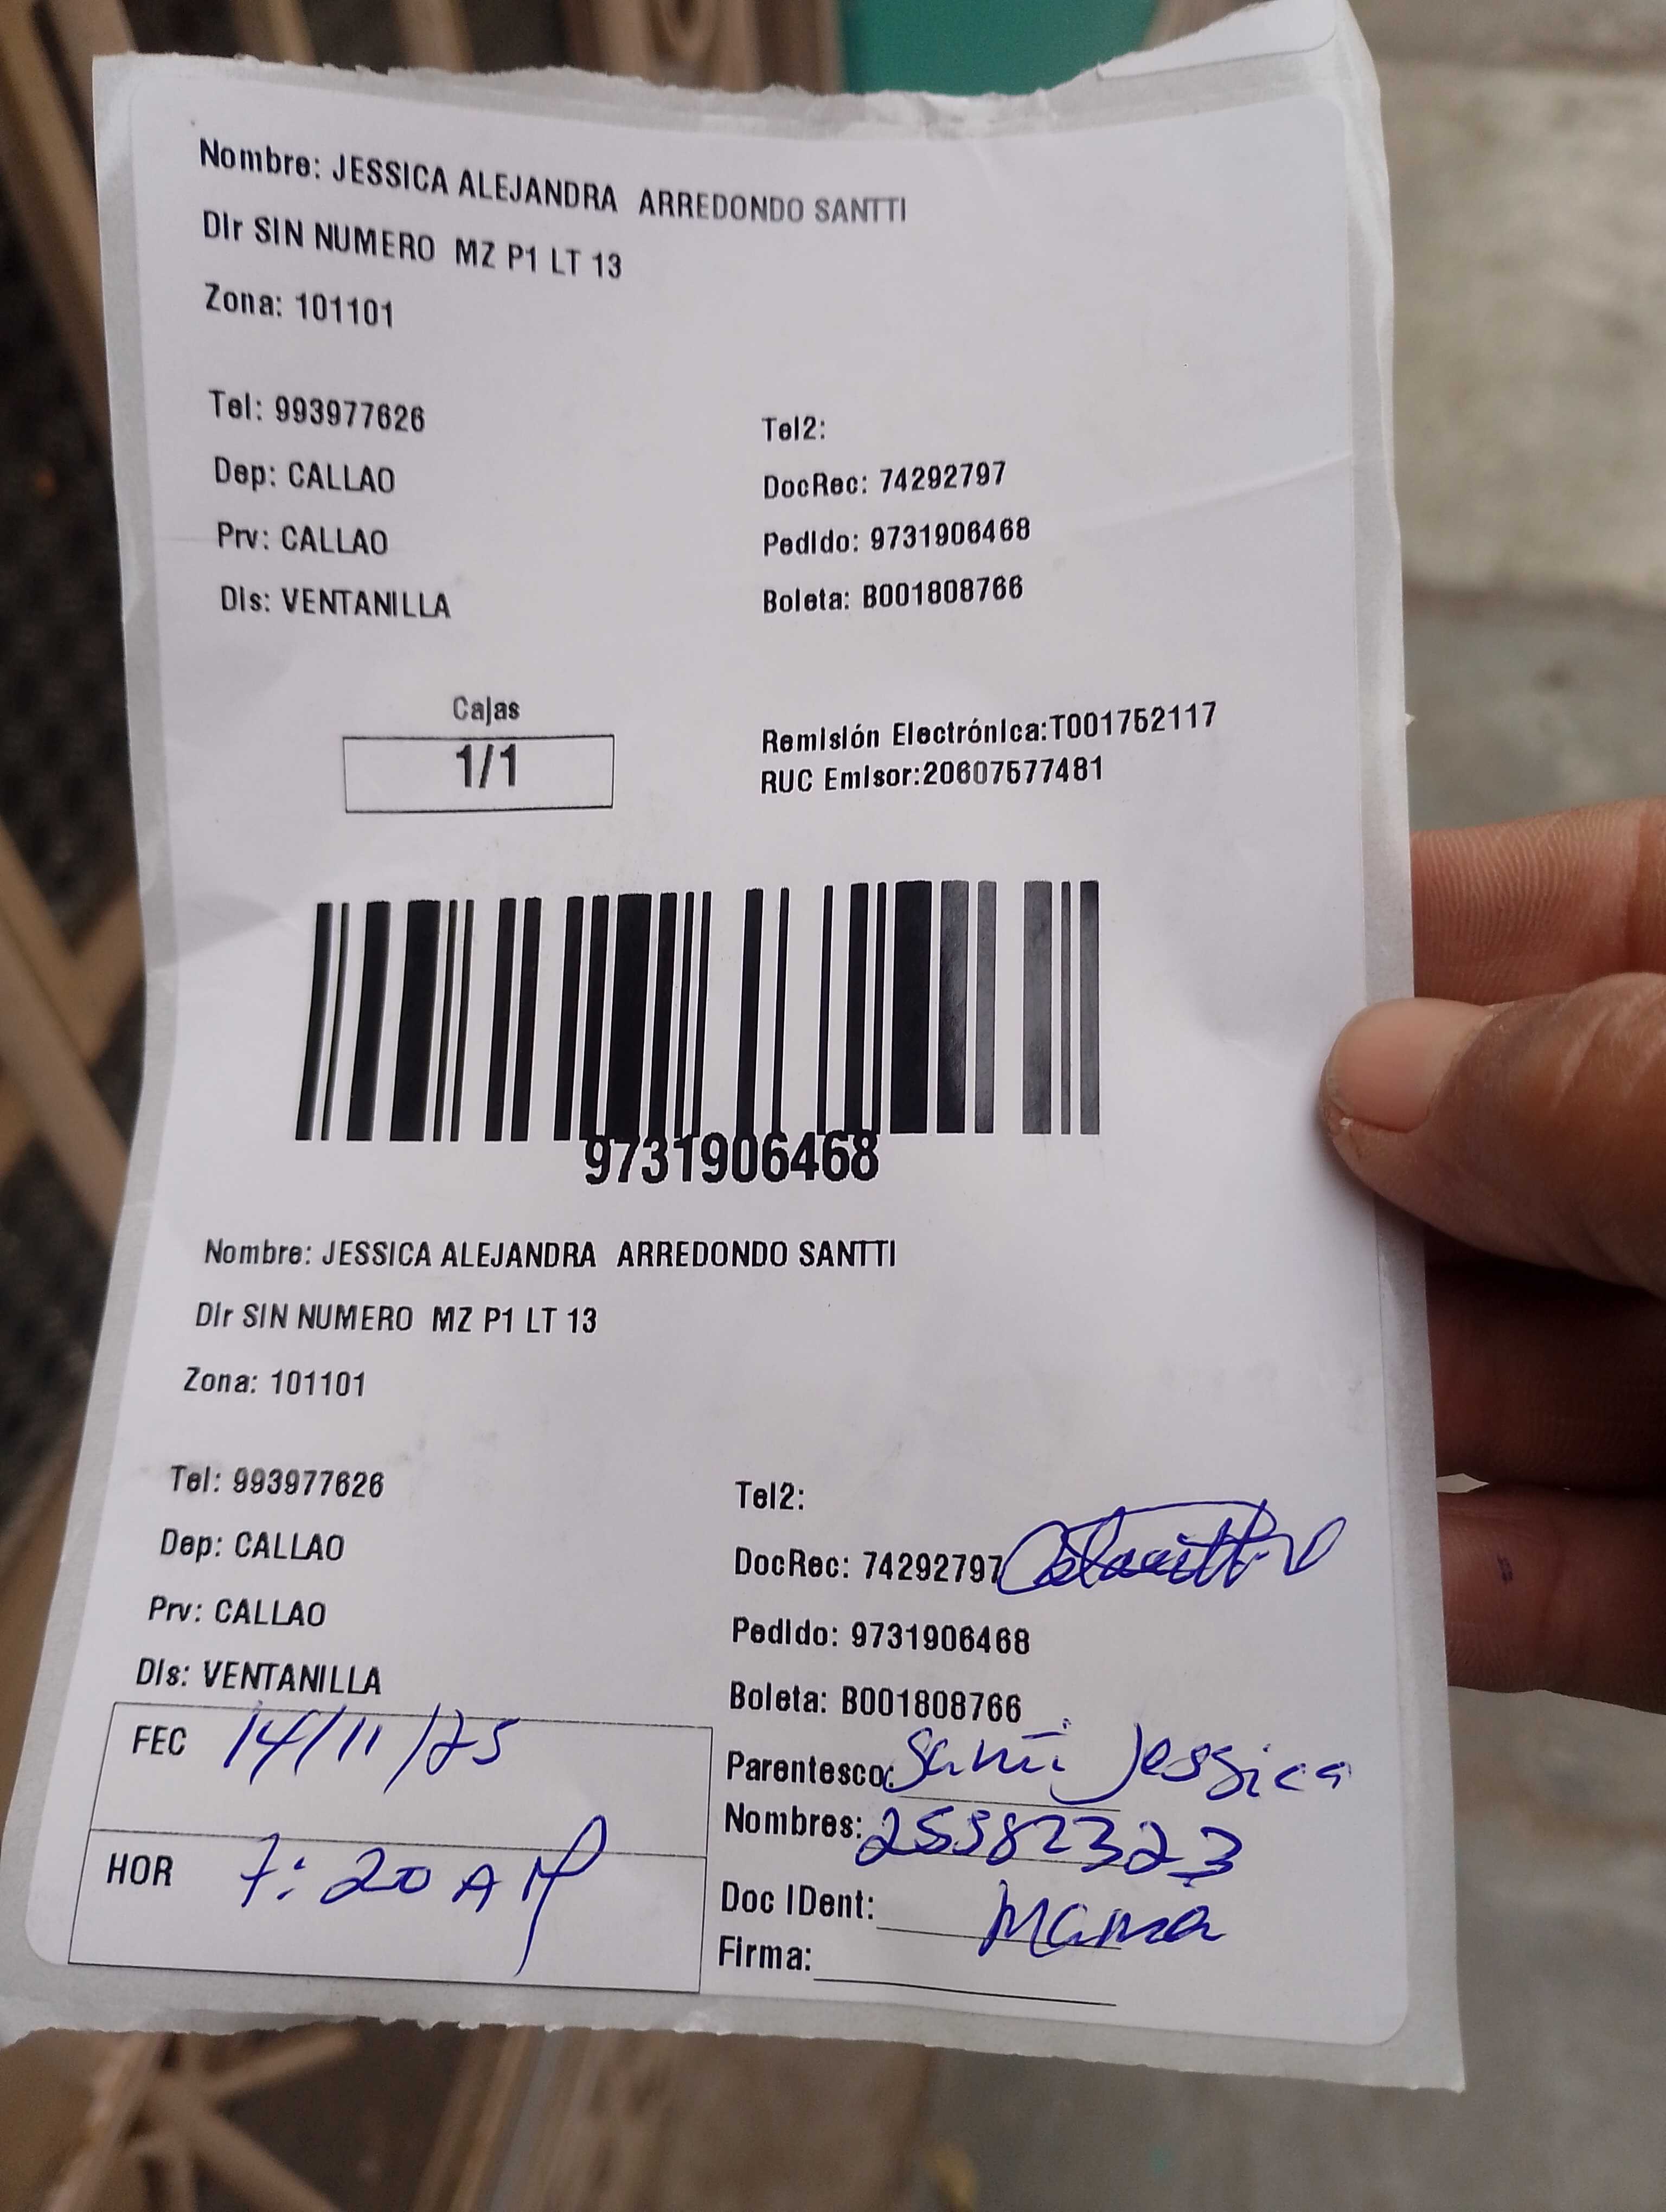 Nombre: JESSICA ALEJANDRA ARREDONDO SANTTI
Dir SIN NUMERO MZ P1 LT 13
Zona: 101101
Tel: 993977626
Tel2:
Dep: CALLAO
DocRec: 74292797
Prv: CALLAO
Pedido: 9731906468
Dis: VENTANILLA
Boleta: B001808766
Cajas
1/1
Remisión Electrónica:T001752117
RUC Emisor:20607577481
9731906468
Nombre: JESSICA ALEJANDRA ARREDONDO SANTTI
Dir SIN NUMERO MZ P1 LT 13
Zona: 101101
Tel: 993977626
Tel2:
Dep: CALLAO
DocRec: 74292797
Prv: CALLAO
Pedido: 9731906468
Dis: VENTANILLA
Boleta: B001808766
FEC 14/11/25
Parentesco: Jessica
Nombres: 25582323
HOR 7:20 AM
Doc IDent: Mamá
Firma: